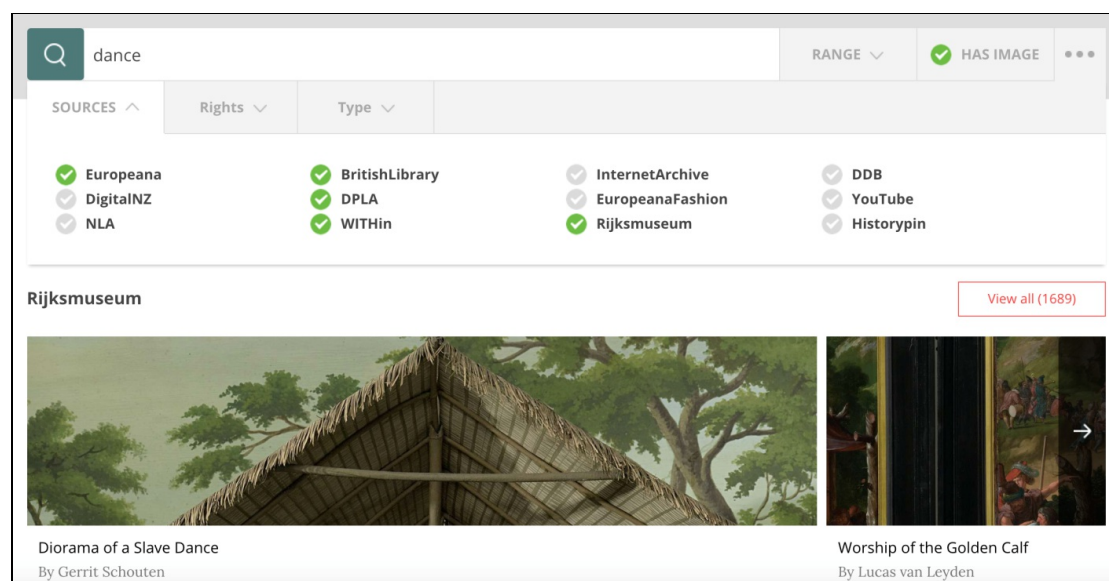 dance
RANGE
HAS IMAGE
SOURCES Rights Type
Europeana BritishLibrary InternetArchive DDB
DigitalNZ DPLA EuropeanaFashion YouTube
NLA WITHin Rijksmuseum Historypin
Rijksmuseum
View all (1689)
Diorama of a Slave Dance
By Gerrit Schouten
Worship of the Golden Calf
By Lucas van Leyden